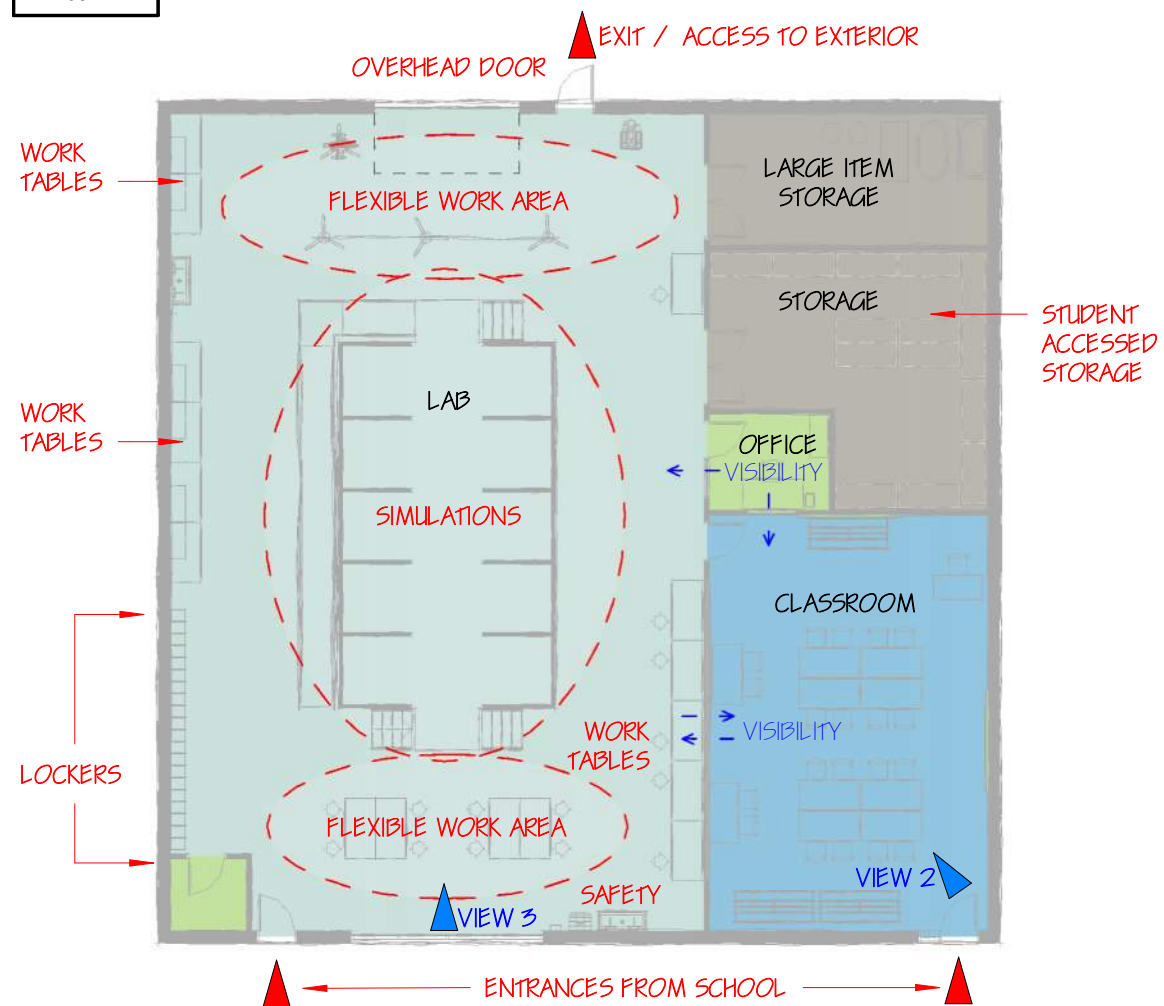 EXIT / ACCESS TO EXTERIOR
OVERHEAD DOOR
WORK
TABLES
LARGE ITEM
STORAGE
FLEXIBLE WORK AREA
STORAGE
STUDENT
ACCESSED
STORAGE
LAB
WORK
TABLES
OFFICE
VISIBILITY
SIMULATIONS
CLASSROOM
WORK
TABLES
VISIBILITY
LOCKERS
FLEXIBLE WORK AREA
VIEW 2
SAFETY
VIEW 3
ENTRANCES FROM SCHOOL